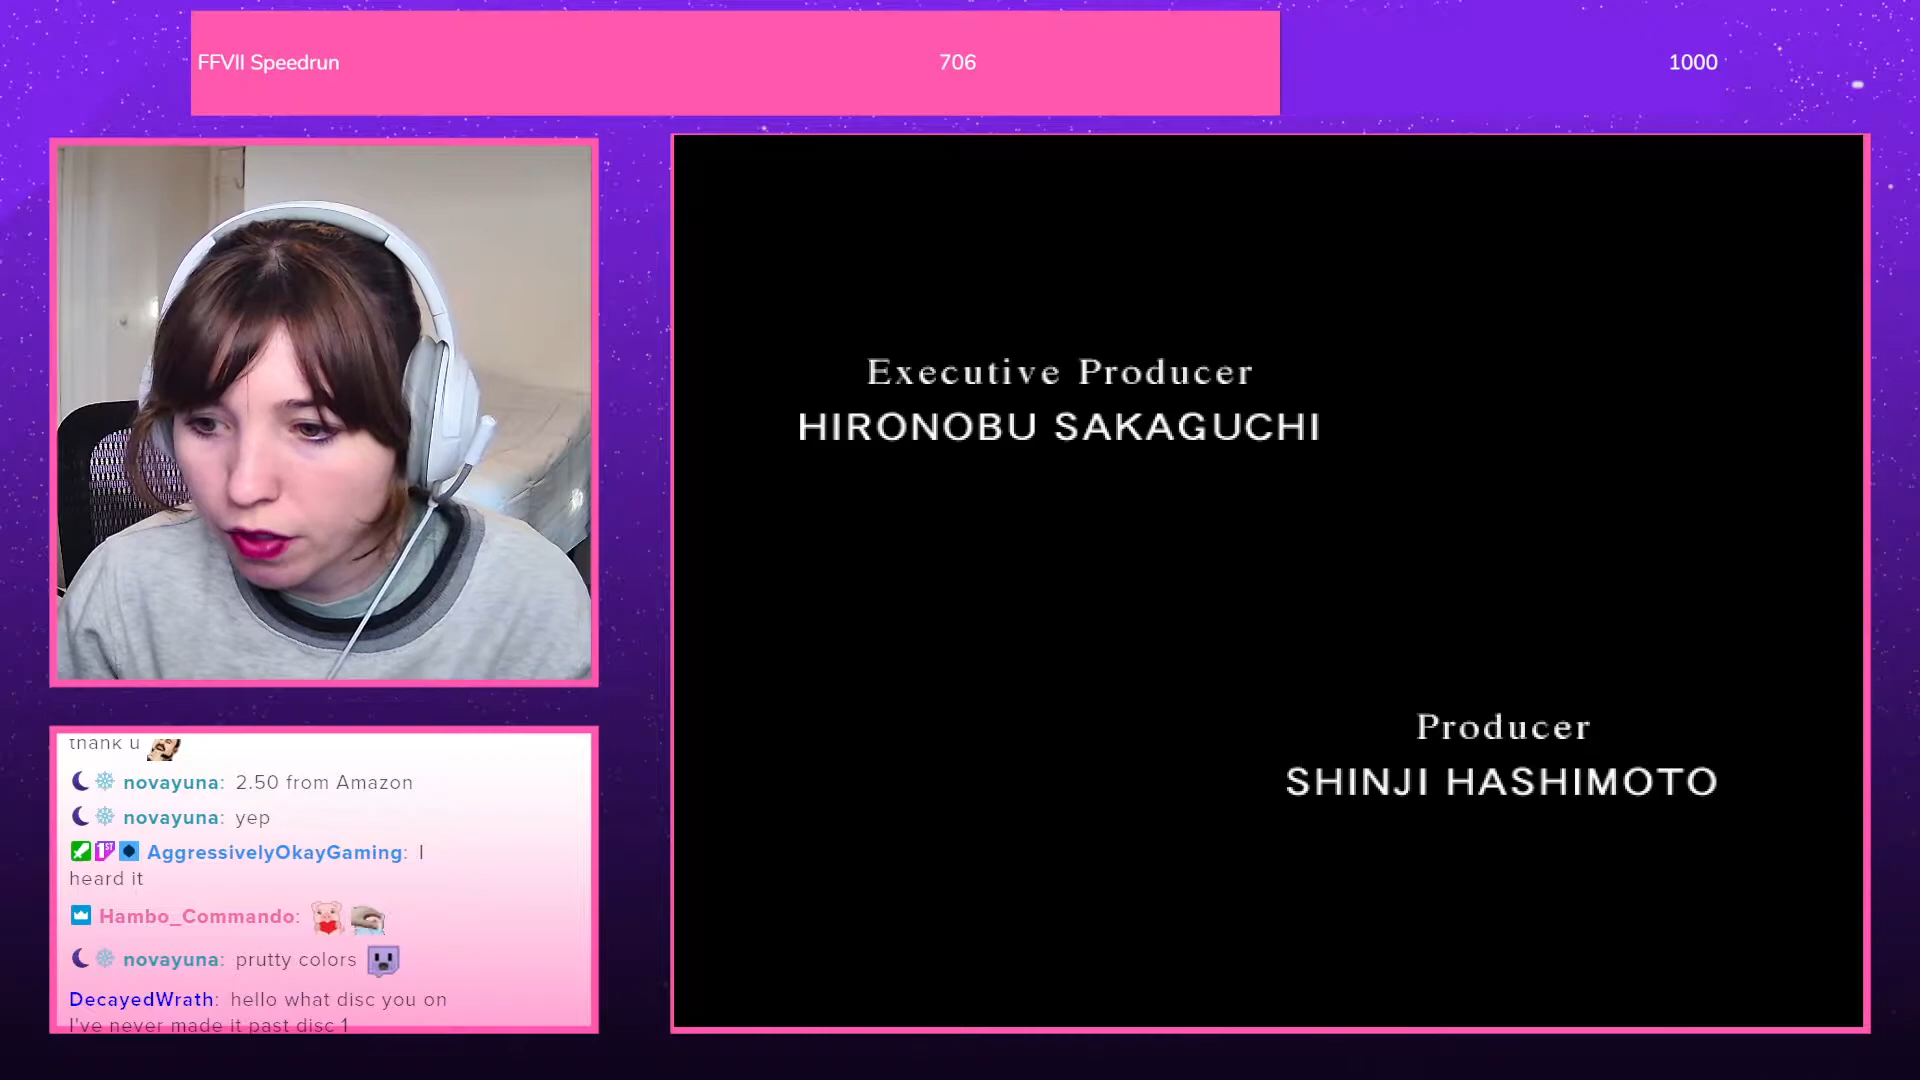 FFVII Speedrun 706 1000
Executive Producer
HIRONOBU SAKAGUCHI
Producer
SHINJI HASHIMOTO
thank u
novayuna: 2.50 from Amazon
novayuna: yep
1ST AggressivelyOkayGaming: I
heard it
Hambo_Commando:
novayuna: prutty colors
DecayedWrath: hello what disc you on
I've never made it past disc 1